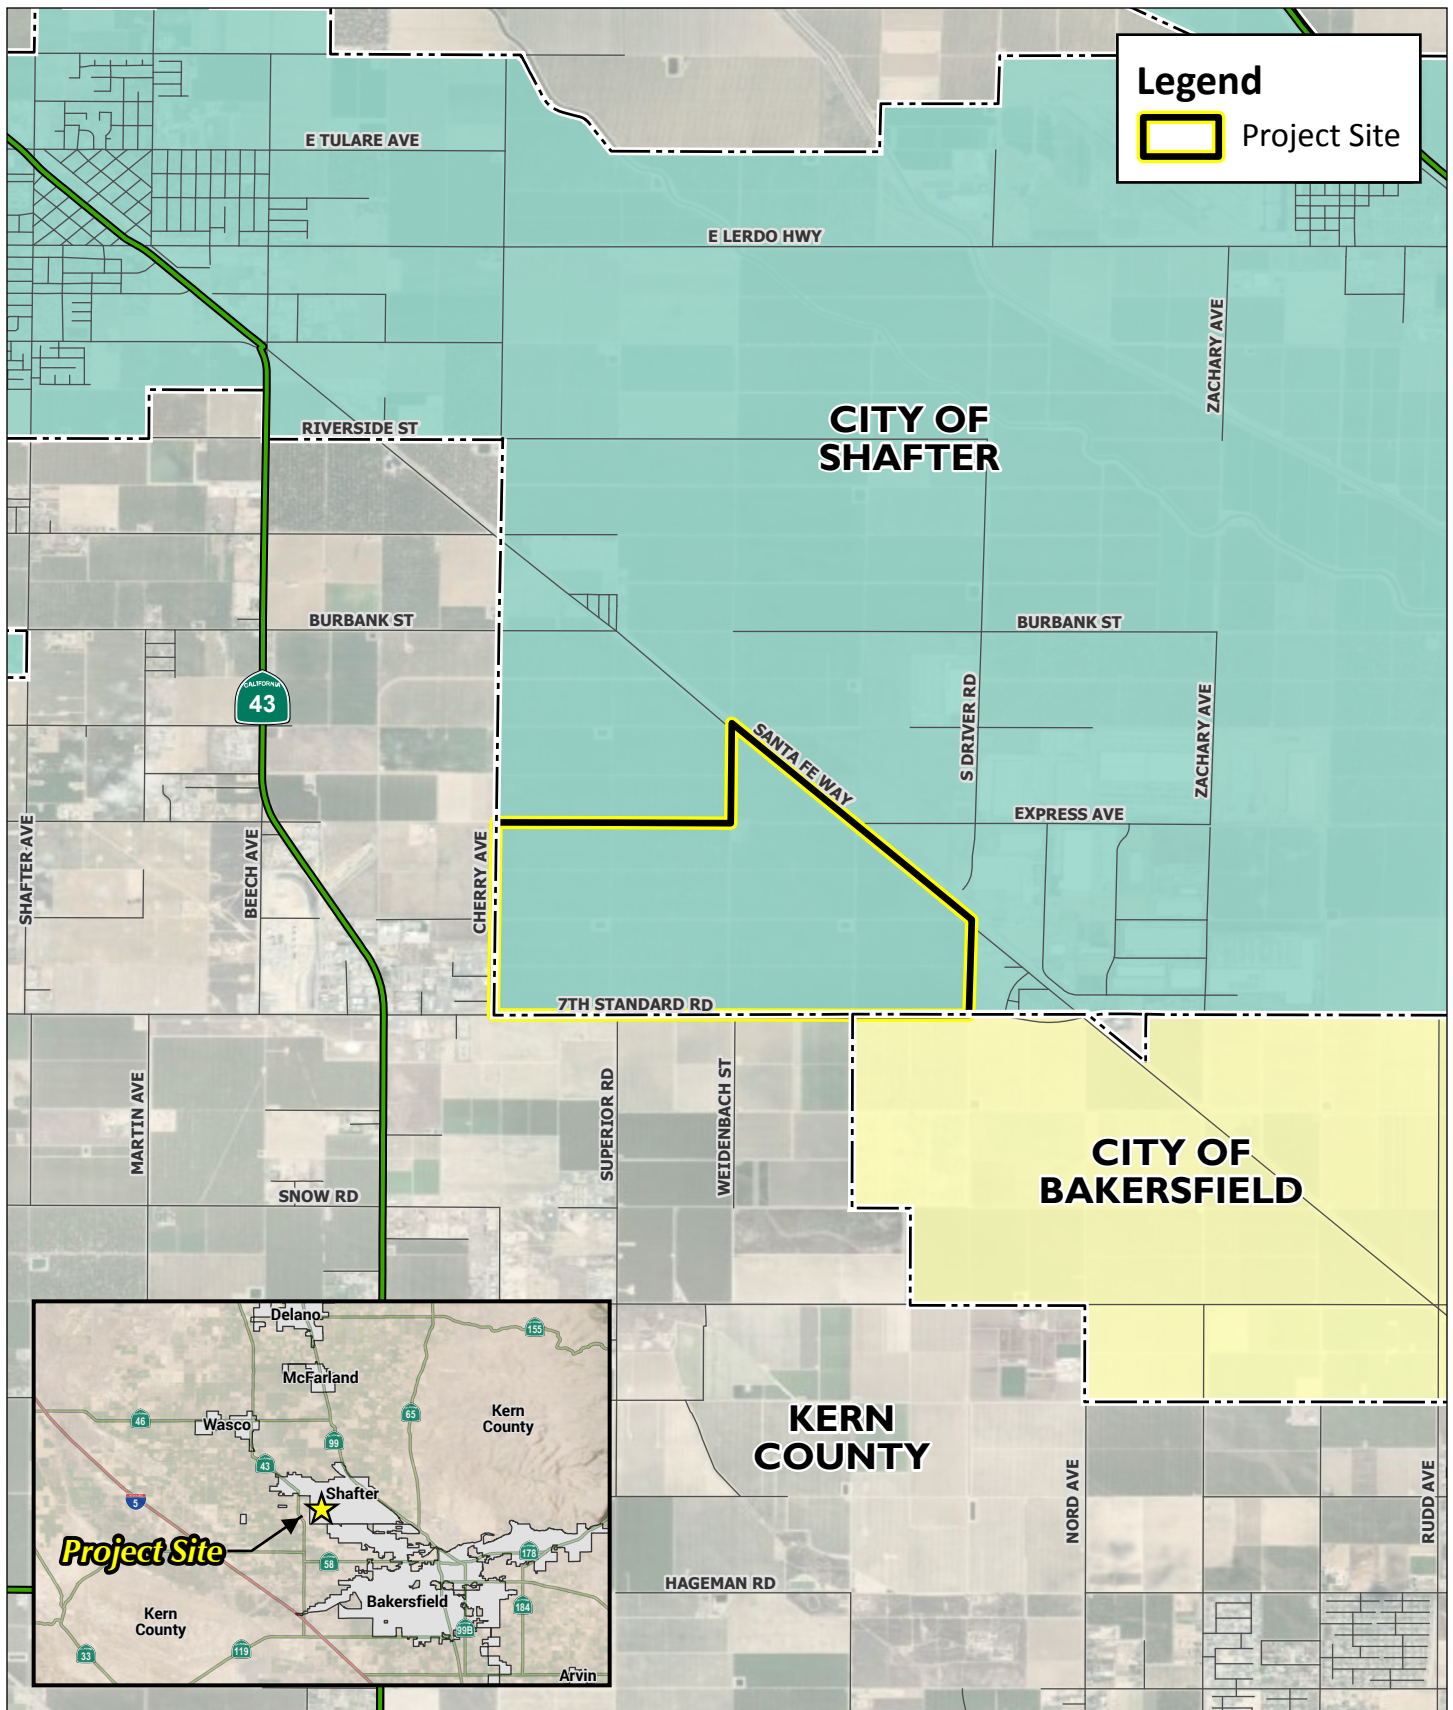 Legend
Project Site
E TULARE AVE
E LERDO HWY
ZACHARY AVE
CITY OF
SHAFTER
RIVERSIDE ST
BURBANK ST
BURBANK ST
CALIFORNIA
43
S DRIVER RD
ZACHARY AVE
SANTA FE WAY
EXPRESS AVE
SHAFTER AVE
BEECH AVE
CHERRY AVE
7TH STANDARD RD
MARTIN AVE
SUPERIOR RD
WEIDENBACH ST
CITY OF
BAKERSFIELD
SNOW RD
KERN
COUNTY
NORD AVE
RUDD AVE
HAGEMAN RD
Delano
155
McFarland
65
Kern
County
46
Wasco
99
43
Shafter
5
Project Site
58
178
Bakersfield
184
Kern
County
99B
119
33
Arvin